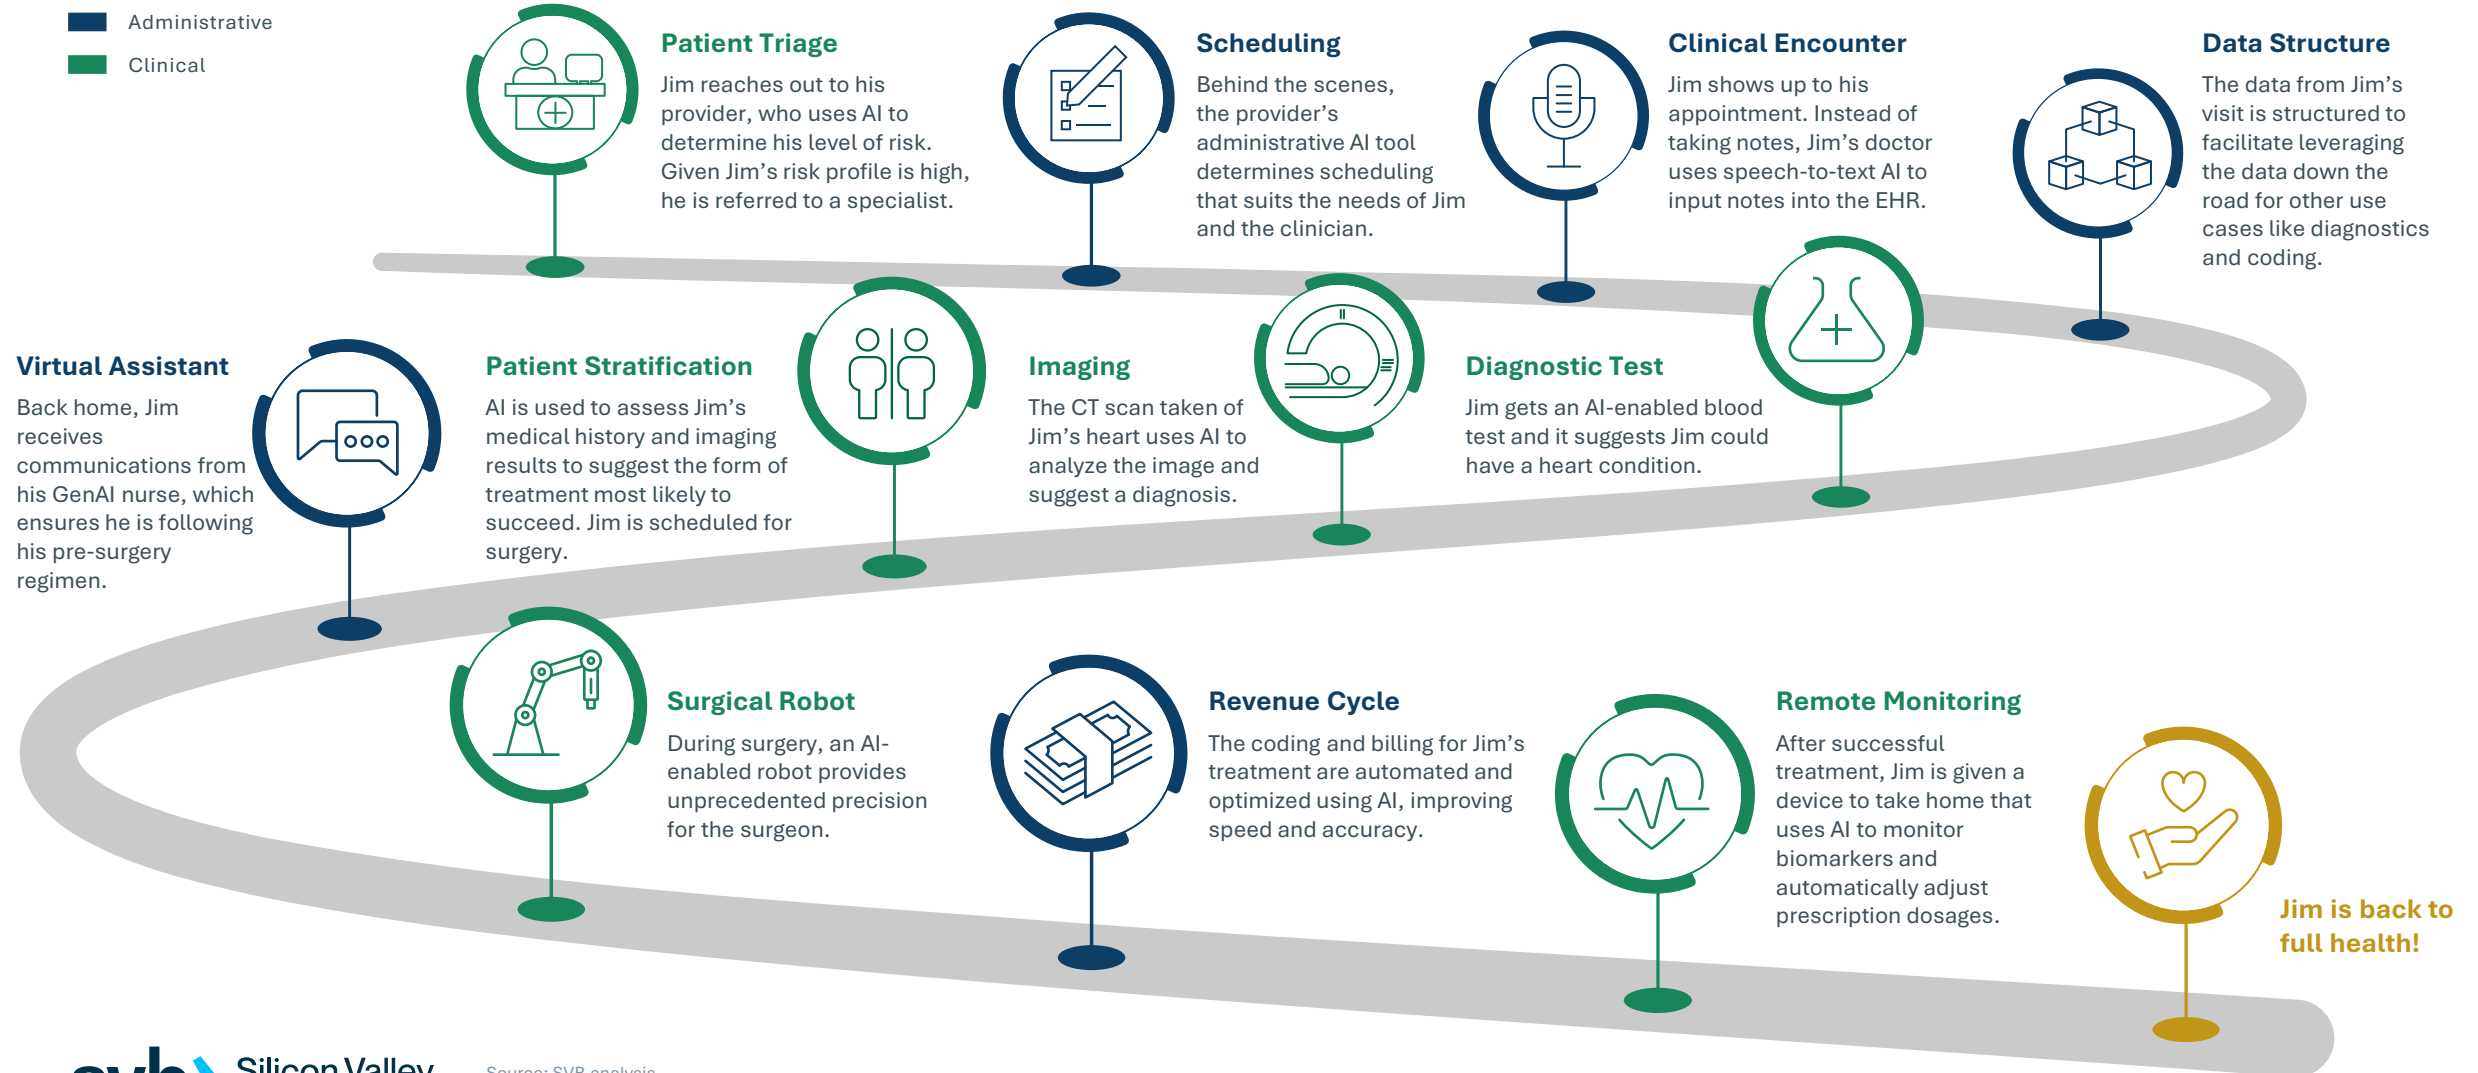 Administrative
Clinical
Patient Triage
Jim reaches out to his
provider, who uses AI to
determine his level of risk.
Given Jim's risk profile is high,
he is referred to a specialist.
Scheduling
Behind the scenes,
the provider's
administrative AI tool
determines scheduling
that suits the needs of Jim
and the clinician.
Clinical Encounter
Jim shows up to his
appointment. Instead of
taking notes, Jim's doctor
uses speech-to-text AI to
input notes into the EHR.
Data Structure
The data from Jim's
visit is structured to
facilitate leveraging
the data down the
road for other use
cases like diagnostics
and coding.
Diagnostic Test
Jim gets an AI-enabled blood
test and it suggests Jim could
have a heart condition.
Imaging
The CT scan taken of
Jim's heart uses AI to
analyze the image and
suggest a diagnosis.
Patient Stratification
AI is used to assess Jim's
medical history and imaging
results to suggest the form of
treatment most likely to
succeed. Jim is scheduled for
surgery.
Virtual Assistant
Back home, Jim
receives
communications from
his GenAI nurse, which
ensures he is following
his pre-surgery
regimen.
Surgical Robot
During surgery, an AI-
enabled robot provides
unprecedented precision
for the surgeon.
Revenue Cycle
The coding and billing for Jim's
treatment are automated and
optimized using AI, improving
speed and accuracy.
Remote Monitoring
After successful
treatment, Jim is given a
device to take home that
uses AI to monitor
biomarkers and
automatically adjust
prescription dosages.
Jim is back to
full health!
svb
Silicon Valley
Source: SVB analysis